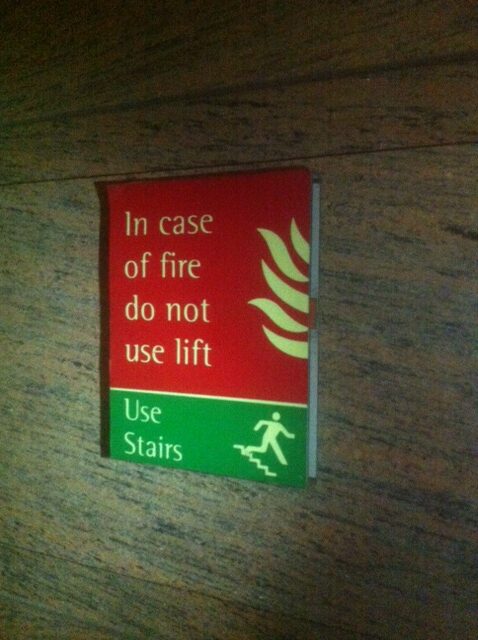 In case
of fire
do not
use lift
Use
Stairs